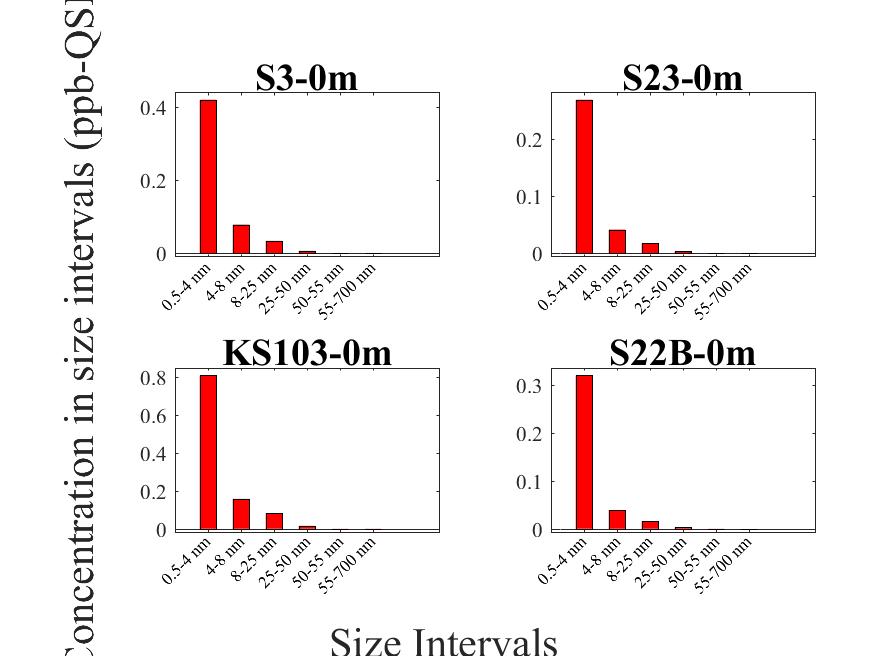 Concentration in size intervals (ppb-QS
S3-0m
0.4
0.2
0
0.5-4 nm
4-8 nm
8-25 nm
25-50 nm
50-55 nm
55-700 nm
S23-0m
0.2
0.1
0
0.5-4 nm
4-8 nm
8-25 nm
25-50 nm
50-55 nm
55-700 nm
KS103-0m
0.8
0.6
0.4
0.2
0
0.5-4 nm
4-8 nm
8-25 nm
25-50 nm
50-55 nm
55-700 nm
S22B-0m
0.3
0.2
0.1
0
0.5-4 nm
4-8 nm
8-25 nm
25-50 nm
50-55 nm
55-700 nm
Size Intervals